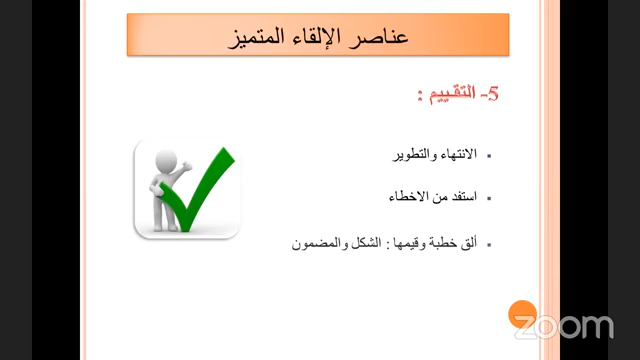 عناصر الإلقاء المتميز
5- التقييم :
الانتهاء والتطوير
استفد من الاخطاء
ألق خطبة وقيمها : الشكل والمضمون
zoom